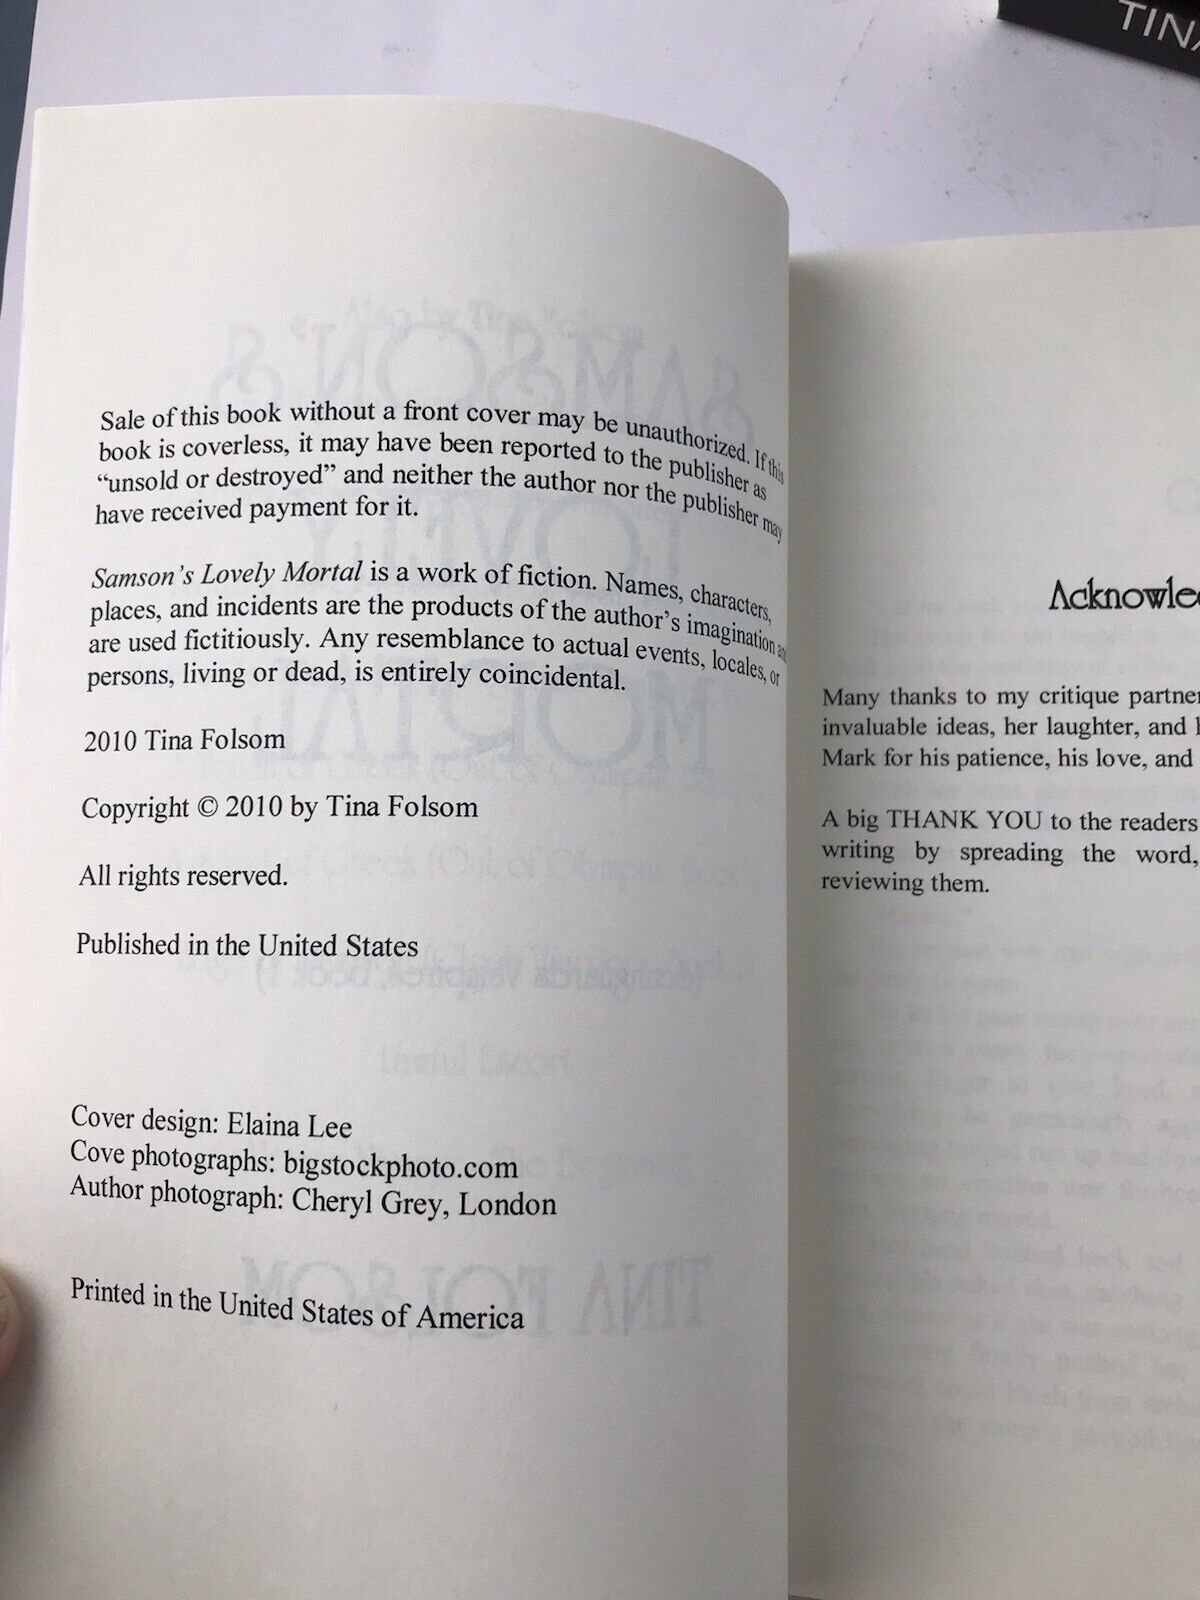 TINA
Sale of this book without a front cover may be unauthorized. If this
book is coverless, it may have been reported to the publisher as
“unsold or destroyed” and neither the author nor the publisher may
have received payment for it.
Samson’s Lovely Mortal is a work of fiction. Names, characters,
places, and incidents are the products of the author’s imagination and
are used fictitiously. Any resemblance to actual events, locales, or
persons, living or dead, is entirely coincidental.
2010 Tina Folsom
Copyright © 2010 by Tina Folsom
All rights reserved.
Published in the United States
Cover design: Elaina Lee
Cove photographs: bigstockphoto.com
Author photograph: Cheryl Grey, London
Printed in the United States of America
Acknowled
Many thanks to my critique partner
invaluable ideas, her laughter, and
Mark for his patience, his love, and
A big THANK YOU to the readers
writing by spreading the word,
reviewing them.